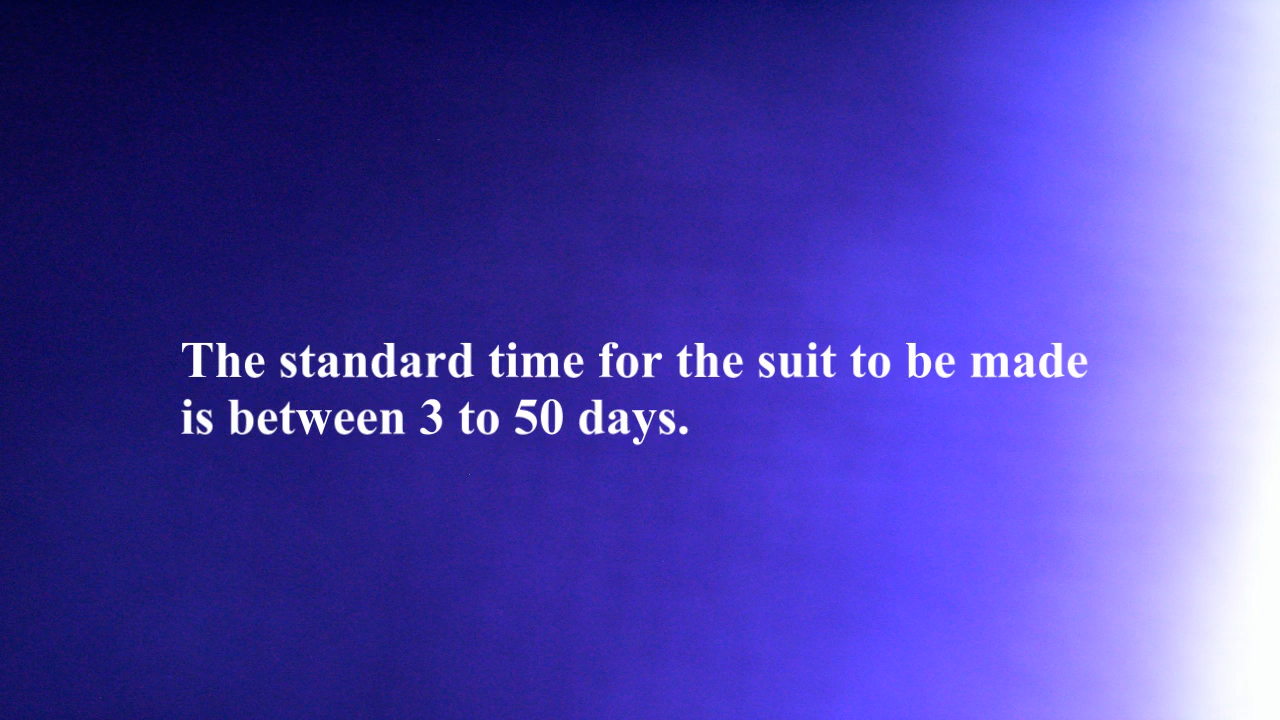 The standard time for the suit to be made
is between 3 to 50 days.